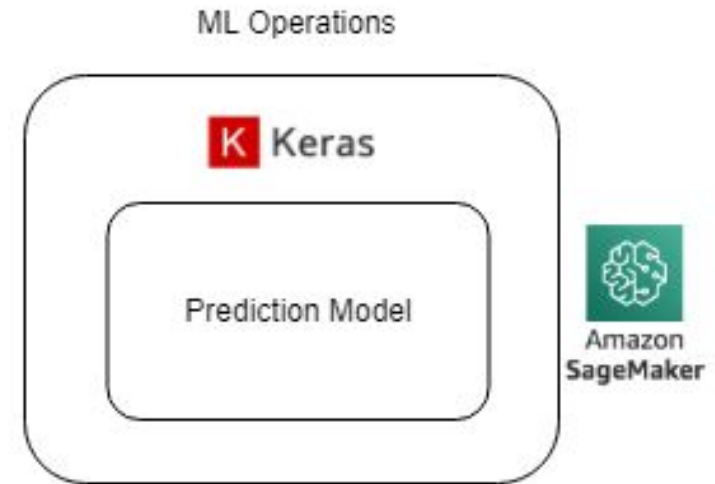 ML Operations
K Keras
Prediction Model
Amazon
SageMaker